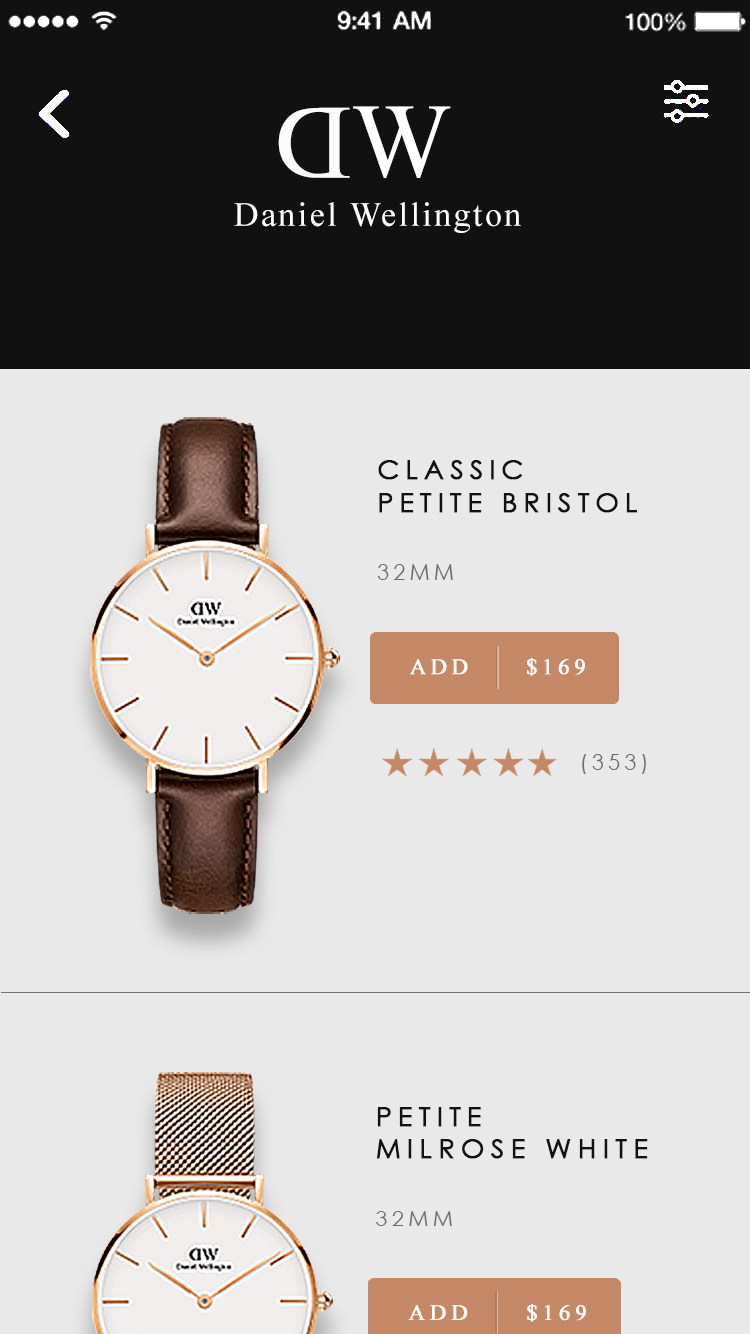 9:41 AM
100%
DW
Daniel Wellington
CLASSIC
PETITE BRISTOL
32MM
ADD
$169
(353)
DW
Daniel Wellington
PETITE
MILROSE WHITE
32MM
ADD
$169
DW
Daniel Wellington